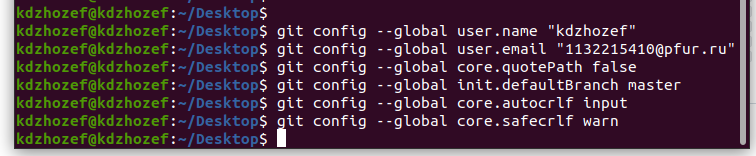 kdzhozef@kdzhozef:~/Desktop$
kdzhozef@kdzhozef:~/Desktop$ git config --global user.name "kdzhozef"
kdzhozef@kdzhozef:~/Desktop$ git config --global user.email "1132215410@pfur.ru"
kdzhozef@kdzhozef:~/Desktop$ git config --global core.quotePath false
kdzhozef@kdzhozef:~/Desktop$ git config --global init.defaultBranch master
kdzhozef@kdzhozef:~/Desktop$ git config --global core.autocrlf input
kdzhozef@kdzhozef:~/Desktop$ git config --global core.safecrlf warn
kdzhozef@kdzhozef:~/Desktop$